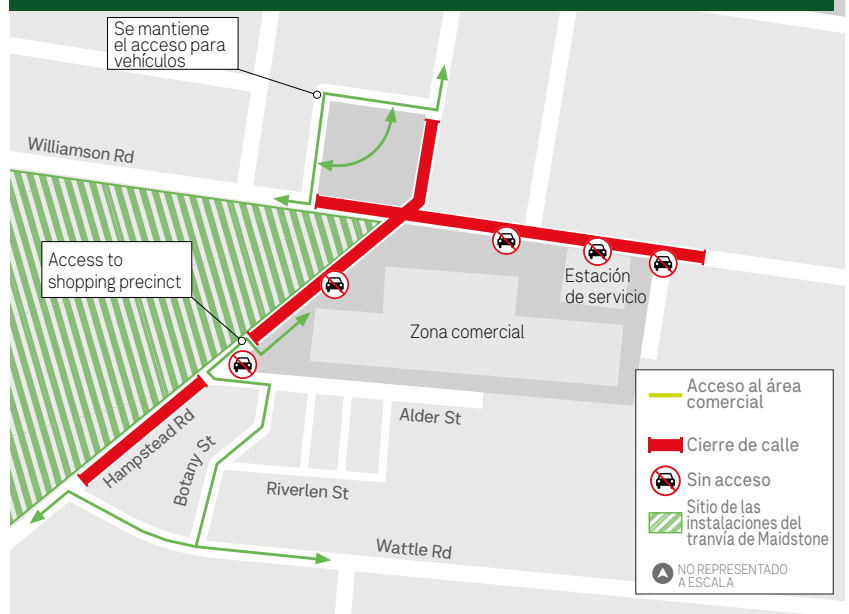 Se mantiene
el acceso para
vehículos
Williamson Rd
Access to
shopping precinct
Estación
de servicio
Zona comercial
Hampstead Rd
Botany St
Alder St
Riverlen St
Wattle Rd
Acceso al área
comercial
Cierre de calle
Sin acceso
Sitio de las
instalaciones del
tranvía de Maidstone
NO REPRESENTADO
A ESCALA